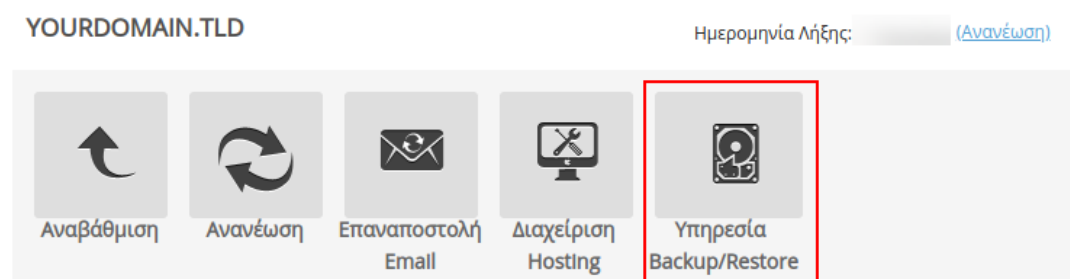 YOURDOMAIN.TLD
Ημερομηνία Λήξης: (Ανανέωση)
Αναβάθμιση
Ανανέωση
Επαναποστολή
Email
Διαχείριση
Hosting
Υπηρεσία
Backup/Restore